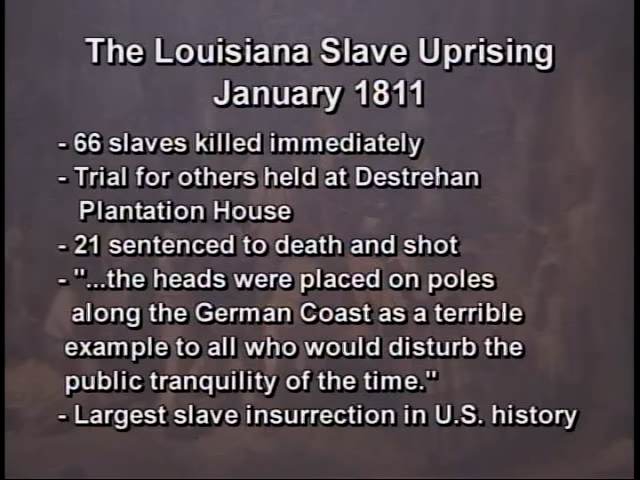 The Louisiana Slave Uprising
January 1811
- 66 slaves killed immediately
- Trial for others held at Destrehan
Plantation House
- 21 sentenced to death and shot
- "...the heads were placed on poles
along the German Coast as a terrible
example to all who would disturb the
public tranquility of the time."
- Largest slave insurrection in U.S. history